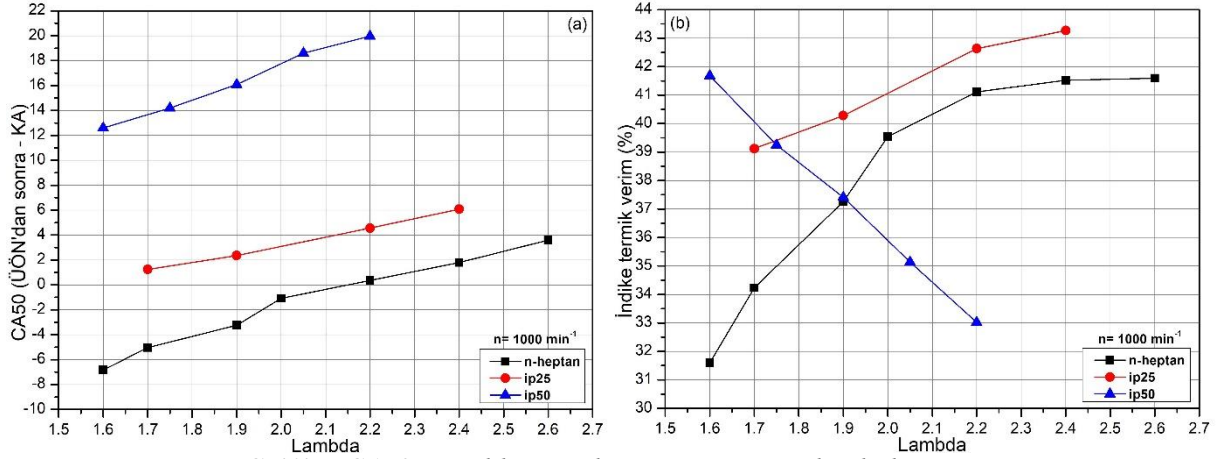 (a)
CA50 (ÜÖN'dan sonra - KA)
20
18
16
14
12
10
8
6
4
2
0
-2
-4
-6
-8
-10
n= 1000 min⁻¹
n-heptan
ip25
ip50
1.5 1.6 1.7 1.8 1.9 2.0 2.1 2.2 2.3 2.4 2.5 2.6 2.7
Lambda
(b)
İndike termik verim (%)
43
42
41
40
39
38
37
36
35
34
33
32
31
30
n= 1000 min⁻¹
n-heptan
ip25
ip50
1.5 1.6 1.7 1.8 1.9 2.0 2.1 2.2 2.3 2.4 2.5 2.6 2.7
Lambda